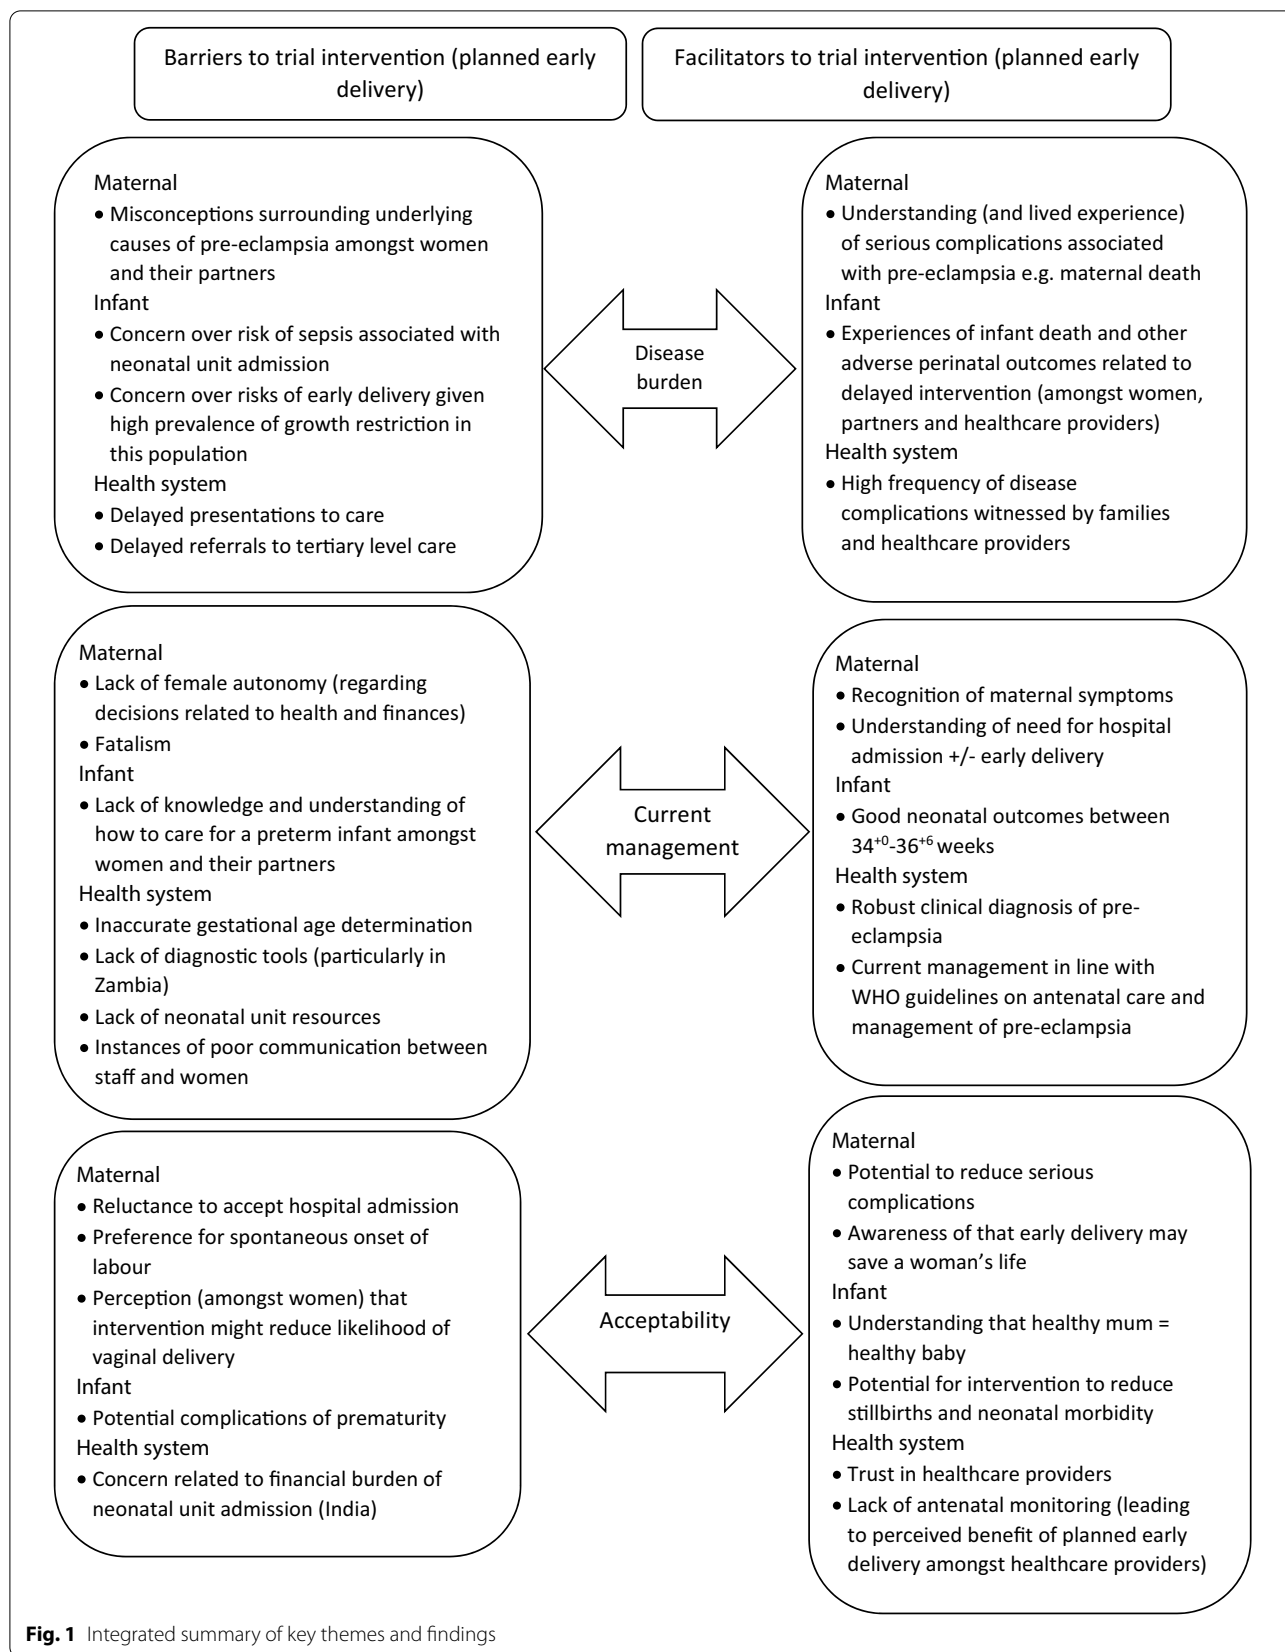 Barriers to trial intervention (planned early
delivery)
Facilitators to trial intervention (planned early
delivery)
Maternal
• Misconceptions surrounding underlying
causes of pre-eclampsia amongst women
and their partners
Infant
• Concern over risk of sepsis associated with
neonatal unit admission
• Concern over risks of early delivery given
high prevalence of growth restriction in
this population
Health system
• Delayed presentations to care
• Delayed referrals to tertiary level care
Disease
burden
Maternal
• Understanding (and lived experience)
of serious complications associated
with pre-eclampsia e.g. maternal death
Infant
• Experiences of infant death and other
adverse perinatal outcomes related to
delayed intervention (amongst women,
partners and healthcare providers)
Health system
• High frequency of disease
complications witnessed by families
and healthcare providers
Maternal
• Lack of female autonomy (regarding
decisions related to health and finances)
• Fatalism
Infant
• Lack of knowledge and understanding of
how to care for a preterm infant amongst
women and their partners
Health system
• Inaccurate gestational age determination
• Lack of diagnostic tools (particularly in
Zambia)
• Lack of neonatal unit resources
• Instances of poor communication between
staff and women
Current
management
Maternal
• Recognition of maternal symptoms
• Understanding of need for hospital
admission +/- early delivery
Infant
• Good neonatal outcomes between
34⁺⁰-36⁺⁶ weeks
Health system
• Robust clinical diagnosis of pre-
eclampsia
• Current management in line with
WHO guidelines on antenatal care and
management of pre-eclampsia
Maternal
• Reluctance to accept hospital admission
• Preference for spontaneous onset of
labour
• Perception (amongst women) that
intervention might reduce likelihood of
vaginal delivery
Infant
• Potential complications of prematurity
Health system
• Concern related to financial burden of
neonatal unit admission (India)
Acceptability
Maternal
• Potential to reduce serious
complications
• Awareness of that early delivery may
save a woman's life
Infant
• Understanding that healthy mum =
healthy baby
• Potential for intervention to reduce
stillbirths and neonatal morbidity
Health system
• Trust in healthcare providers
• Lack of antenatal monitoring (leading
to perceived benefit of planned early
delivery amongst healthcare providers)
Fig. 1 Integrated summary of key themes and findings